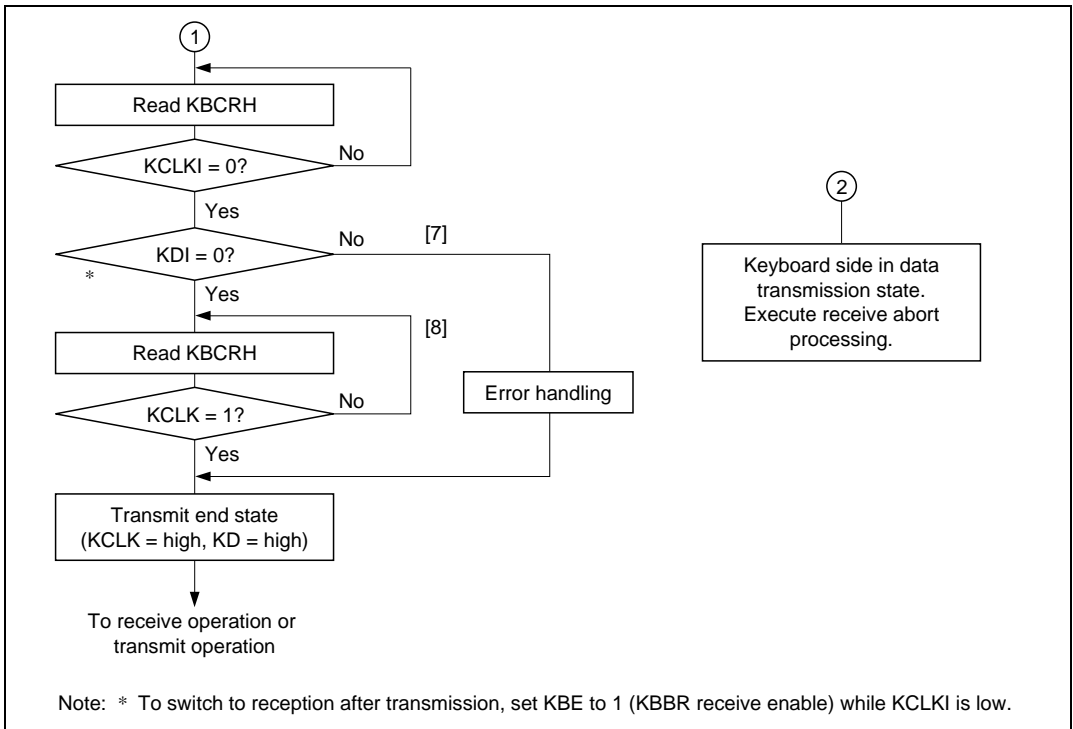 1
Read KBCRH
KCLKI = 0?
No
Yes
KDI = 0?
No
[7]
*
Yes
[8]
Read KBCRH
KCLK = 1?
No
Error handling
Yes
Transmit end state
(KCLK = high, KD = high)
To receive operation or
transmit operation
2
Keyboard side in data
transmission state.
Execute receive abort
processing.
Note: * To switch to reception after transmission, set KBE to 1 (KBBR receive enable) while KCLKI is low.